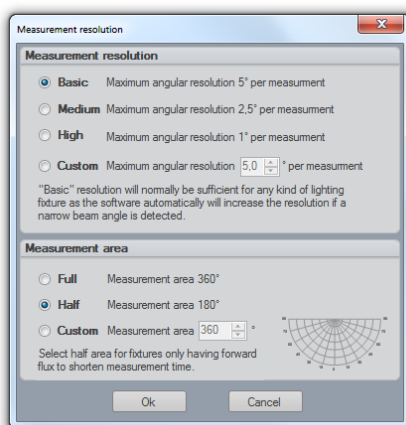 Measurement resolution
Measurement resolution
Basic Maximum angular resolution 5° per measurment
Medium Maximum angular resolution 2,5° per measurment
High Maximum angular resolution 1° per measurment
Custom Maximum angular resolution 5,0 ° per measurment
"Basic" resolution will normally be sufficient for any kind of lighting
fixture as the software automatically will increase the resolution if a
narrow beam angle is detected.
Measurement area
Full Measurement area 360°
Half Measurement area 180°
Custom Measurement area 360 °
Select half area for fixtures only having forward
flux to shorten measurement time.
Ok Cancel